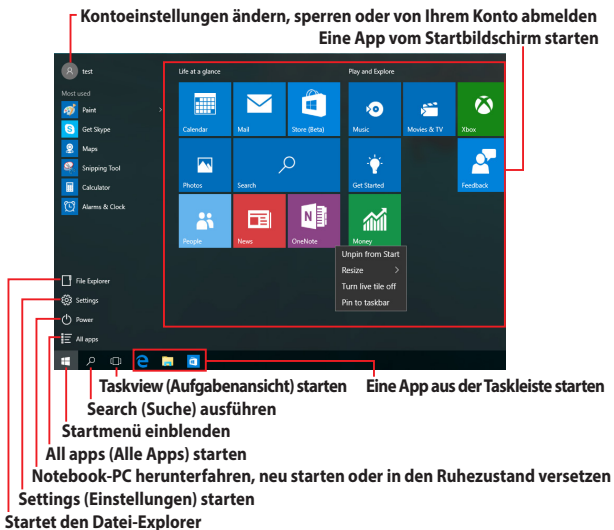 Kontoeinstellungen ändern, sperren oder von Ihrem Konto abmelden
Eine App vom Startbildschirm starten
test
Most used
Paint
Get Skype
Maps
Snipping Tool
Calculator
Alarms & Clock
File Explorer
Settings
Power
All apps
Life at a glance
Calendar
Mail
Store (Beta)
Photos
Search
People
News
OneNote
Play and Explore
Music
Movies & TV
Xbox
Get Started
Feedback
Money
Unpin from Start
Resize
Turn live tile off
Pin to taskbar
Taskview (Aufgabenansicht) starten
Eine App aus der Taskleiste starten
Search (Suche) ausführen
Startmenü einblenden
All apps (Alle Apps) starten
Notebook-PC herunterfahren, neu starten oder in den Ruhezustand versetzen
Settings (Einstellungen) starten
Startet den Datei-Explorer